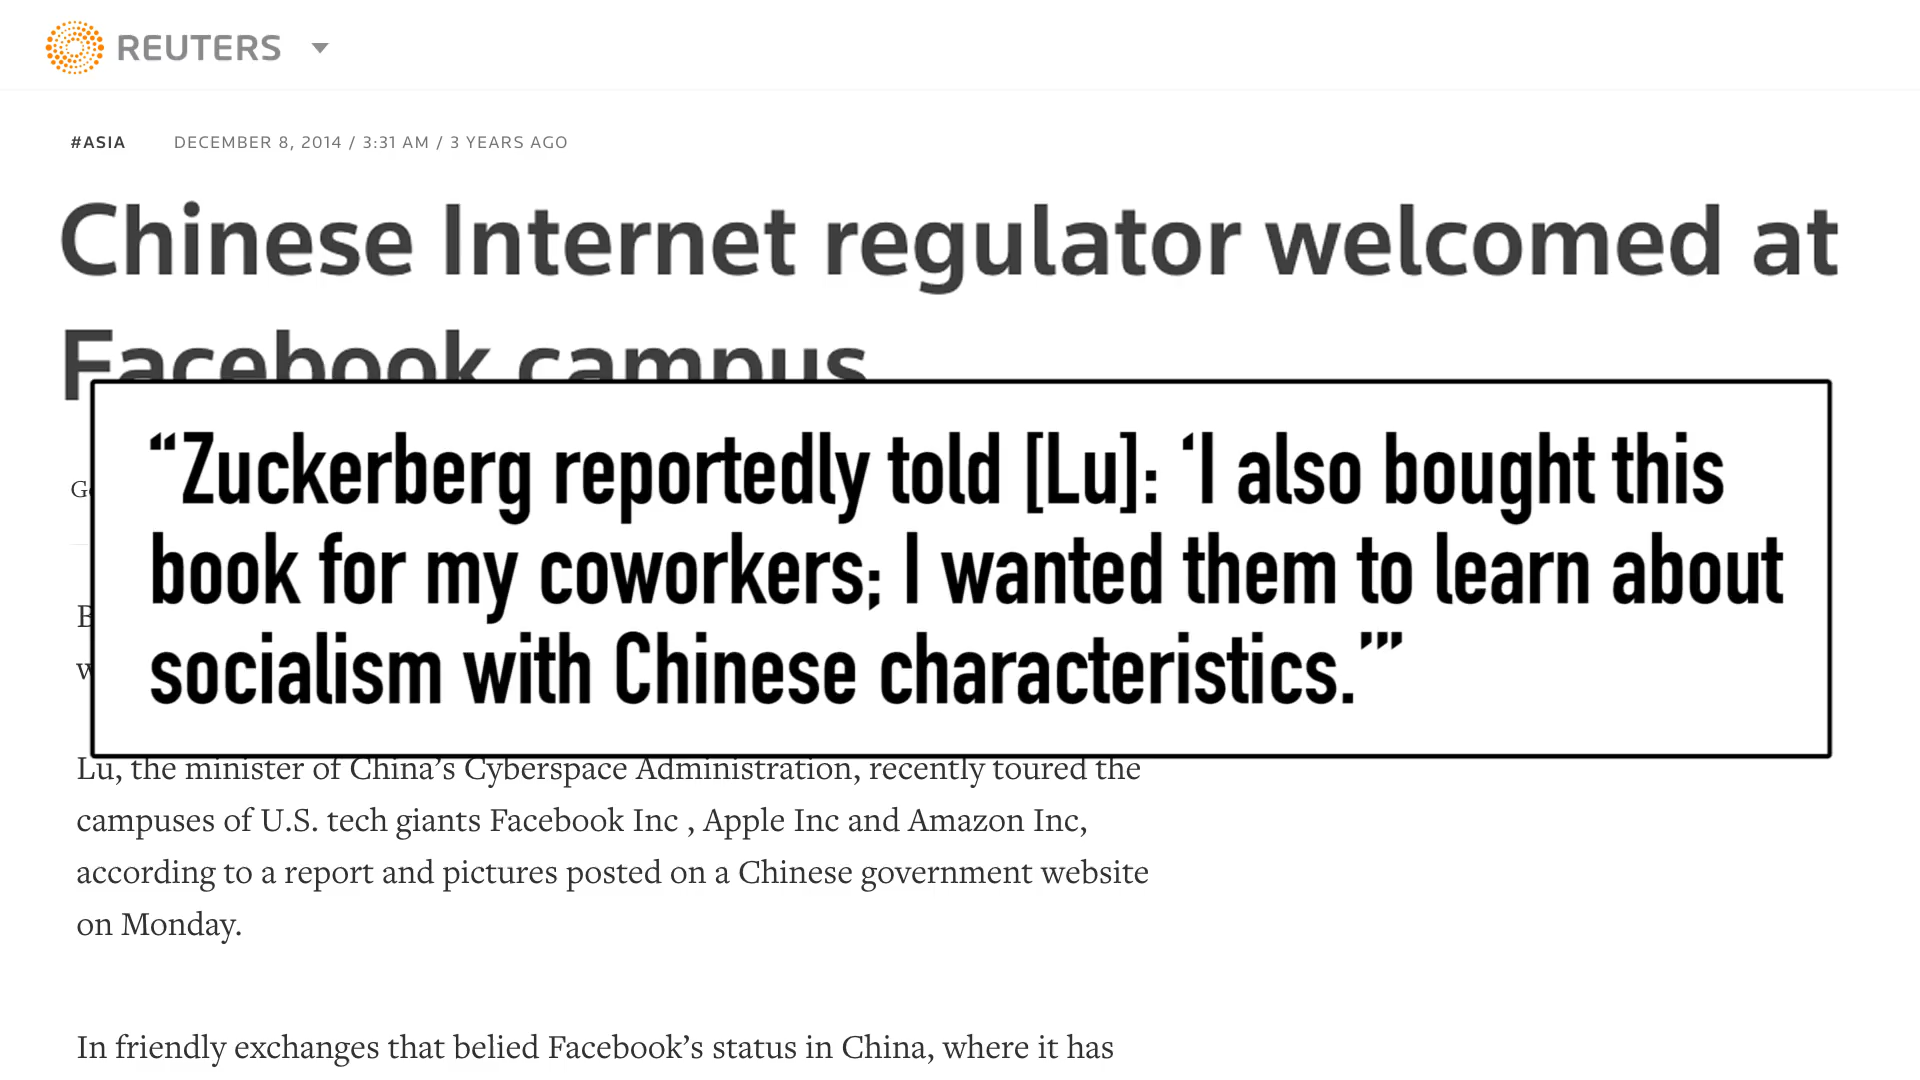 REUTERS
#ASIA DECEMBER 8, 2014 / 3:31 AM / 3 YEARS AGO
Chinese Internet regulator welcomed at
Facebook campus
“Zuckerberg reportedly told [Lu]: ‘I also bought this
book for my coworkers; I wanted them to learn about
socialism with Chinese characteristics.’”
Lu, the minister of China’s Cyberspace Administration, recently toured the
campuses of U.S. tech giants Facebook Inc , Apple Inc and Amazon Inc,
according to a report and pictures posted on a Chinese government website
on Monday.
In friendly exchanges that belied Facebook’s status in China, where it has